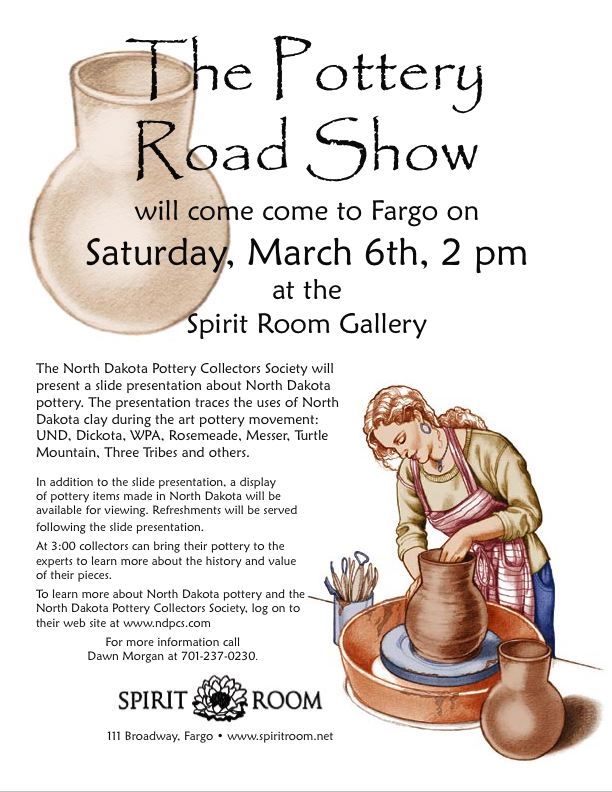 The Pottery
Road Show
will come come to Fargo on
Saturday, March 6th, 2 pm
at the
Spirit Room Gallery
The North Dakota Pottery Collectors Society will
present a slide presentation about North Dakota
pottery. The presentation traces the uses of North
Dakota clay during the art pottery movement:
UND, Dickota, WPA, Rosemeade, Messer, Turtle
Mountain, Three Tribes and others.
In addition to the slide presentation, a display
of pottery items made in North Dakota will be
available for viewing. Refreshments will be served
following the slide presentation.
At 3:00 collectors can bring their pottery to the
experts to learn more about the history and value
of their pieces.
To learn more about North Dakota pottery and the
North Dakota Pottery Collectors Society, log on to
their web site at www.ndpcs.com
For more information call
Dawn Morgan at 701-237-0230.
SPIRIT ROOM
111 Broadway, Fargo • www.spiritroom.net